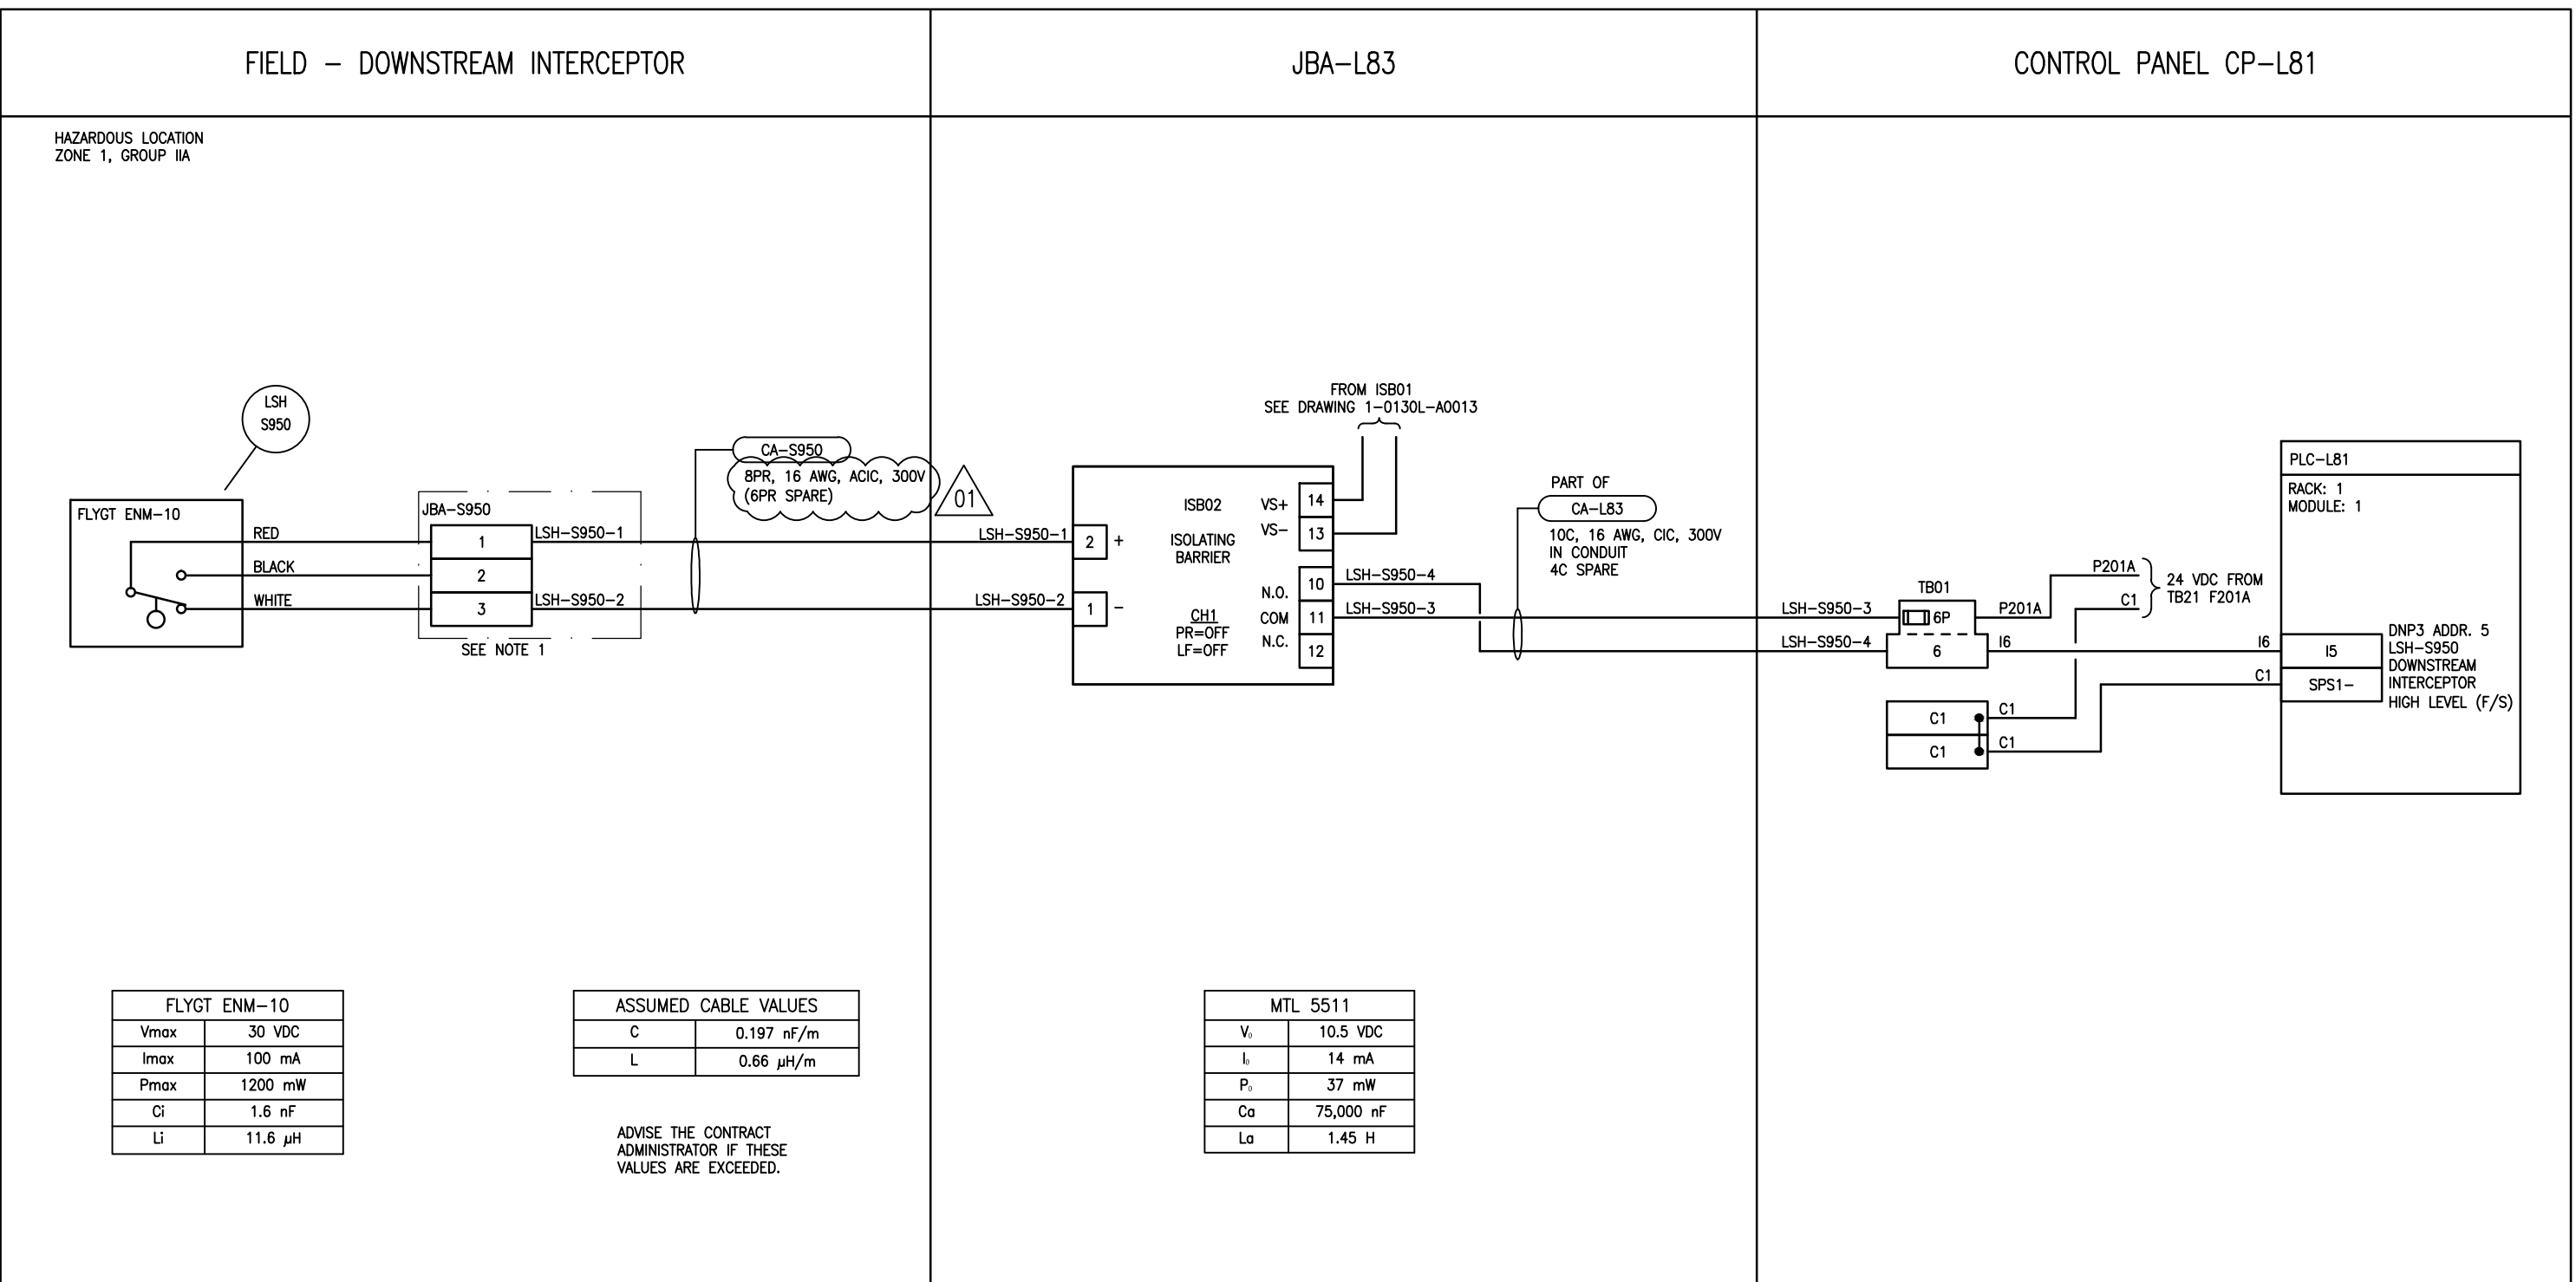 FIELD – DOWNSTREAM INTERCEPTOR
JBA–L83
CONTROL PANEL CP–L81
HAZARDOUS LOCATION
ZONE 1, GROUP IIA
LSH
S950
FLYGT ENM–10
RED
BLACK
WHITE
JBA–S950
1
2
3
LSH–S950–1
LSH–S950–2
SEE NOTE 1
CA–S950
8PR, 16 AWG, ACIC, 300V
(6PR SPARE)
01
LSH–S950–1
LSH–S950–2
2
+
1
–
ISB02
ISOLATING
BARRIER
CH1
PR=OFF
LF=OFF
VS+
VS–
N.O.
COM
N.C.
14
13
10
11
12
FROM ISB01
SEE DRAWING 1–0130L–A0013
LSH–S950–4
LSH–S950–3
PART OF
CA–L83
10C, 16 AWG, CIC, 300V
IN CONDUIT
4C SPARE
LSH–S950–3
LSH–S950–4
TB01
6P
6
P201A
I6
P201A
C1
24 VDC FROM
TB21 F201A
C1
C1
C1
C1
I6
C1
PLC–L81
RACK: 1
MODULE: 1
I5
SPS1–
DNP3 ADDR. 5
LSH–S950
DOWNSTREAM
INTERCEPTOR
HIGH LEVEL (F/S)
FLYGT ENM–10
Vmax 30 VDC
Imax 100 mA
Pmax 1200 mW
Ci 1.6 nF
Li 11.6 µH
ASSUMED CABLE VALUES
C 0.197 nF/m
L 0.66 µH/m
ADVISE THE CONTRACT
ADMINISTRATOR IF THESE
VALUES ARE EXCEEDED.
MTL 5511
V₀ 10.5 VDC
I₀ 14 mA
P₀ 37 mW
Ca 75,000 nF
La 1.45 H